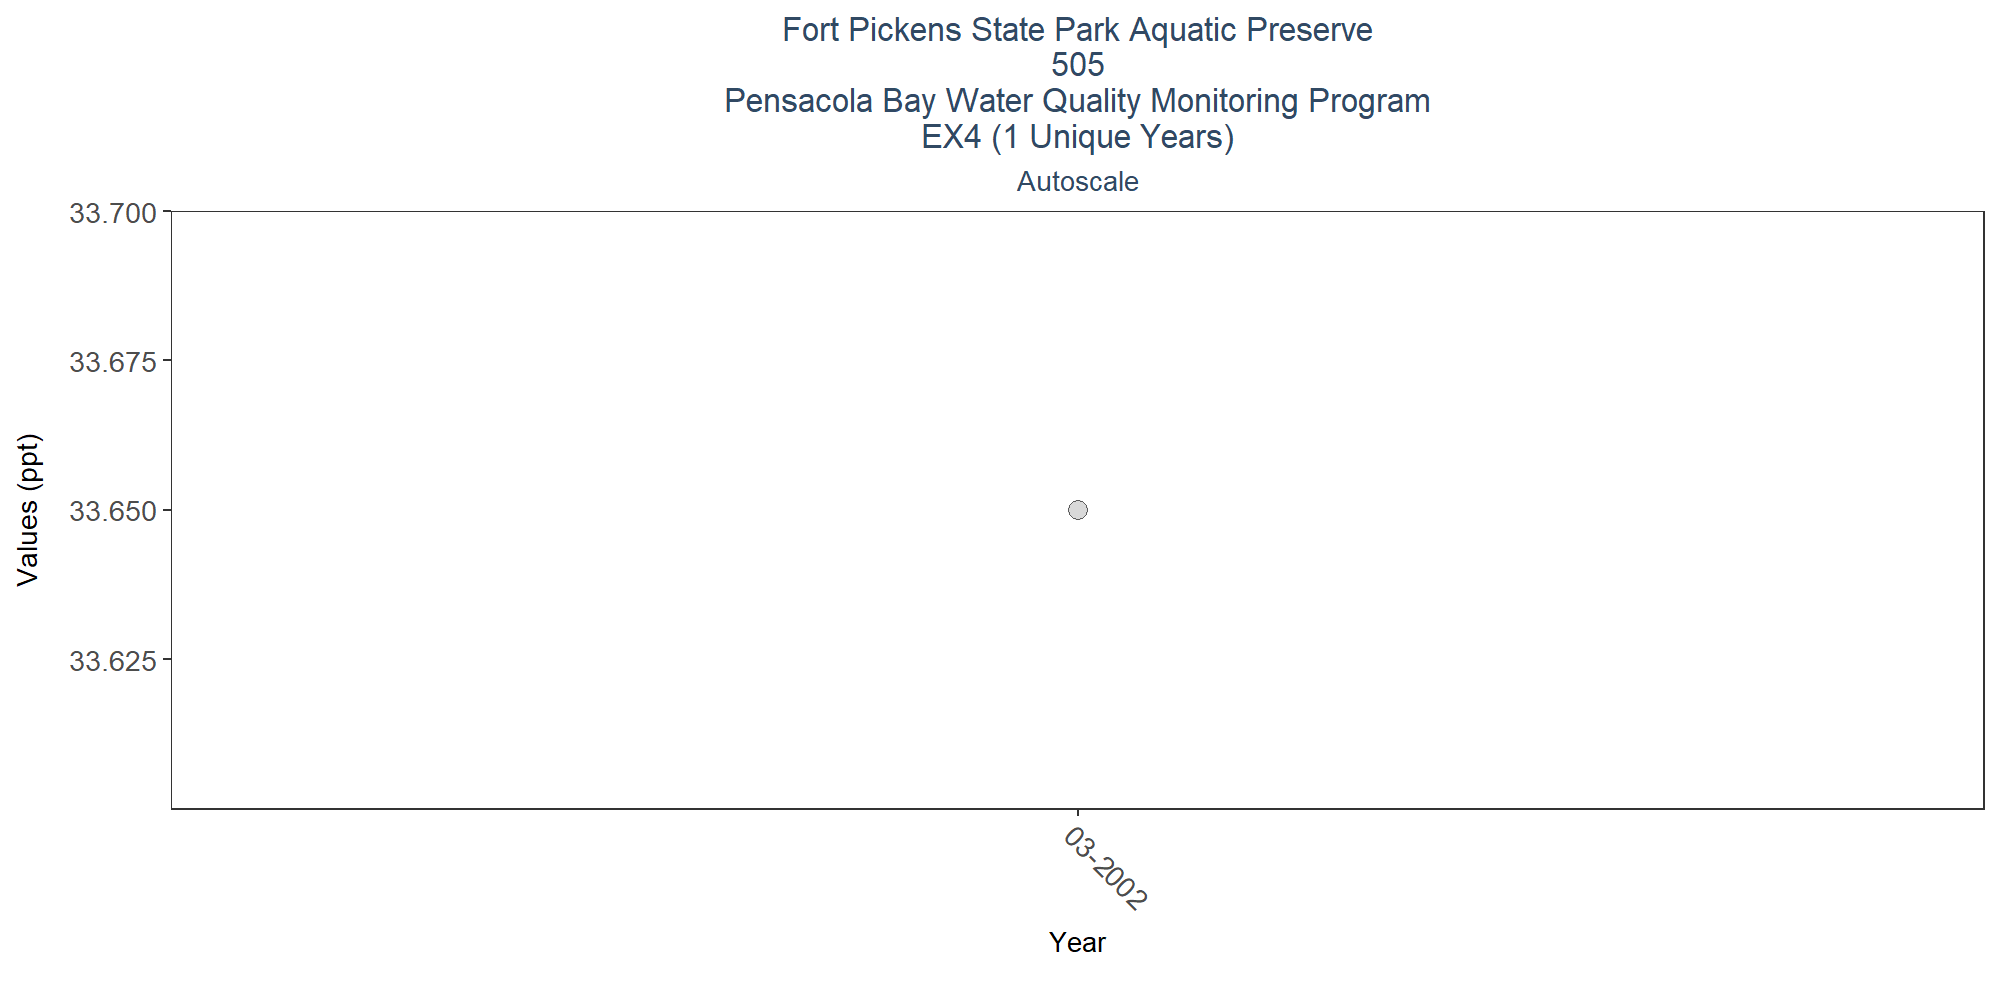 Fort Pickens State Park Aquatic Preserve
505
Pensacola Bay Water Quality Monitoring Program
EX4 (1 Unique Years)
Autoscale
33.700
33.675
33.650
33.625
Values (ppt)
03-2002
Year